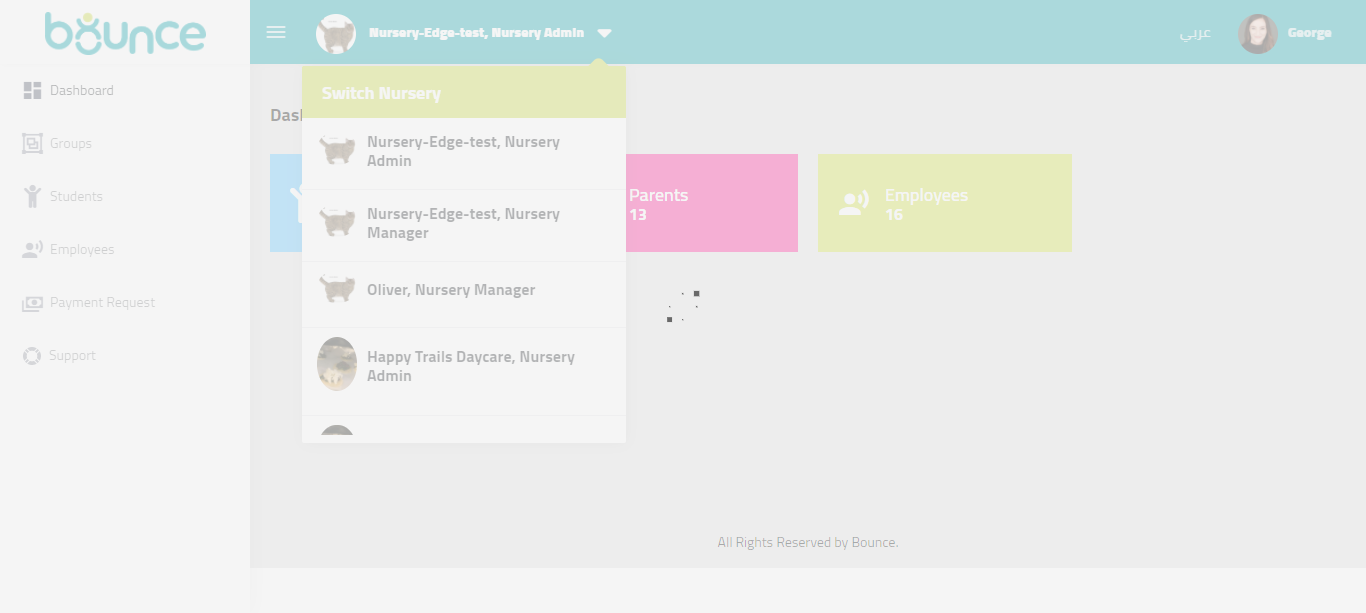 bounce
Nursery-Edge-test, Nursery Admin
عربي
George
Dashboard
Groups
Students
Employees
Payment Request
Support
Switch Nursery
Nursery-Edge-test, Nursery
Admin
Nursery-Edge-test, Nursery
Manager
Oliver, Nursery Manager
Happy Trails Daycare, Nursery
Admin
Parents
13
Employees
16
All Rights Reserved by Bounce.